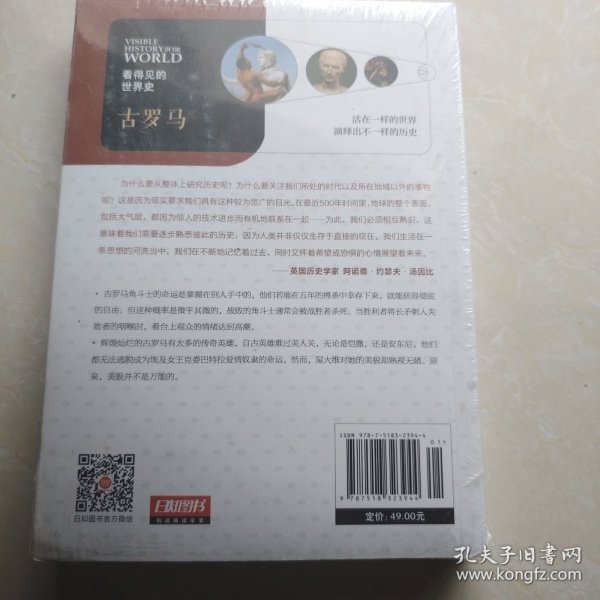 VISIBLE
HISTORY OF THE
WORLD
看得见的
世界史
古罗马
活在一样的世界
演绎出不一样的历史
为什么要从整体上研究历史呢？为什么要关注我们所处的时代以及所在地域以外的事物
呢？这是因为现实要求我们具有这种较为宽广的目光。在最近500年时间里，地球的整个表面，
包括大气层，都因为惊人的技术进步而有机地联系在一起……为此，我们必须相互熟识，这
意味着我们需要逐步熟悉彼此的历史，因为人类并非仅仅生存于直接的现在。我们生活在一
条思想的河流当中，我们在不断地记忆着过去，同时又怀着希望或恐惧的心情展望着未来。
——英国历史学家 阿诺德·约瑟夫·汤因比
● 古罗马角斗士的命运是掌握在别人手中的，他们若能在五年的搏杀中幸存下来，就能获得彻底
的自由。但这种概率是微乎其微的，战败的角斗士通常会被战胜者杀死。当胜利者将长矛刺入失
败者的咽喉时，看台上观众的情绪达到高潮。
● 辉煌灿烂的古罗马有太多的传奇英雄。自古英雄难过美人关，无论是恺撒，还是安东尼，他们
都无法逃脱成为埃及女王克娄巴特拉爱情奴隶的命运。然而，屋大维对她的美貌却熟视无睹。原
来，美貌并不是万能的。
日知图书官方微信
日知图书
创造阅读享受
ISBN 978-7-5183-2394-4
01>
9 787518 323944
定价：49.00元
孔夫子旧书网
www.kongfz.com